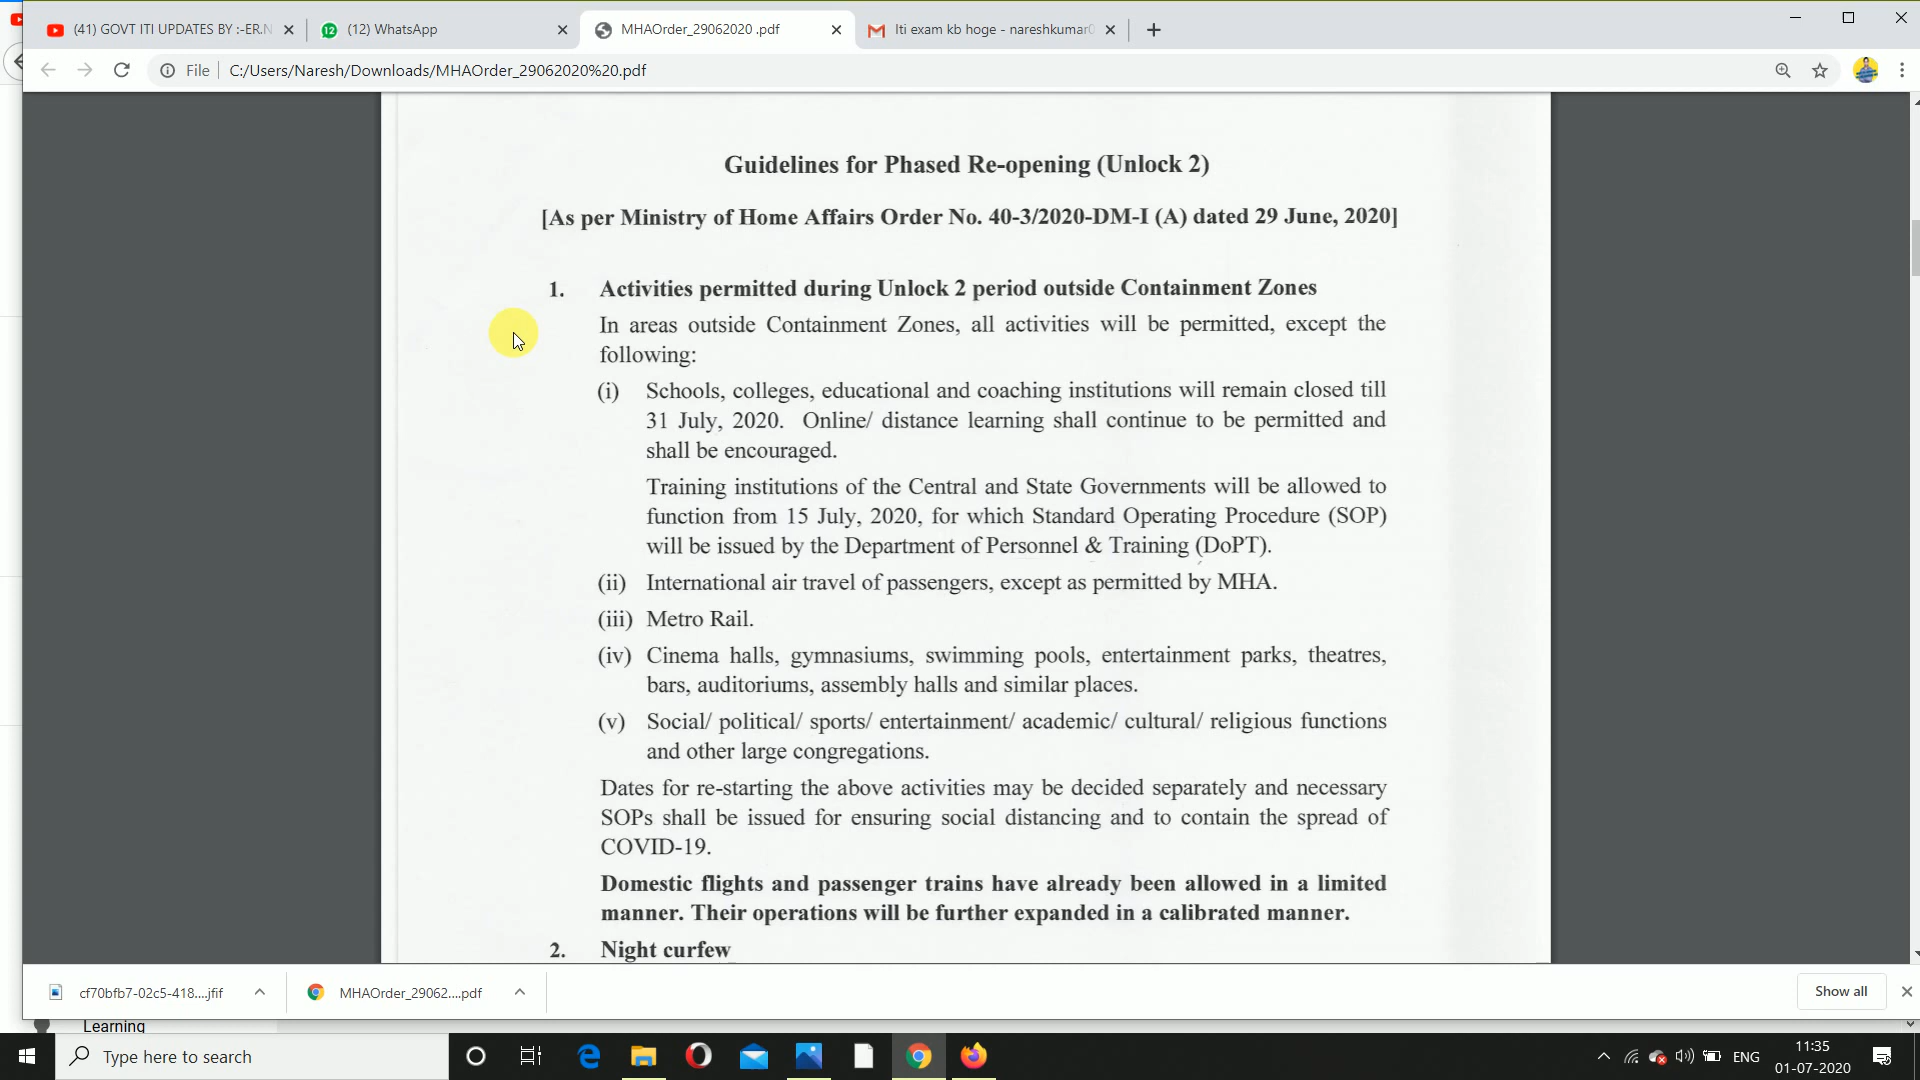 (41) GOVT ITI UPDATES BY :-ER.N
(12) WhatsApp
MHAOrder_29062020 .pdf
Iti exam kb hoge - nareshkumar
File
C:/Users/Naresh/Downloads/MHAOrder_29062020%20.pdf
Guidelines for Phased Re-opening (Unlock 2)
[As per Ministry of Home Affairs Order No. 40-3/2020-DM-I (A) dated 29 June, 2020]
1. Activities permitted during Unlock 2 period outside Containment Zones
In areas outside Containment Zones, all activities will be permitted, except the
following:
(i) Schools, colleges, educational and coaching institutions will remain closed till
31 July, 2020. Online/ distance learning shall continue to be permitted and
shall be encouraged.
Training institutions of the Central and State Governments will be allowed to
function from 15 July, 2020, for which Standard Operating Procedure (SOP)
will be issued by the Department of Personnel & Training (DoPT).
(ii) International air travel of passengers, except as permitted by MHA.
(iii) Metro Rail.
(iv) Cinema halls, gymnasiums, swimming pools, entertainment parks, theatres,
bars, auditoriums, assembly halls and similar places.
(v) Social/ political/ sports/ entertainment/ academic/ cultural/ religious functions
and other large congregations.
Dates for re-starting the above activities may be decided separately and necessary
SOPs shall be issued for ensuring social distancing and to contain the spread of
COVID-19.
Domestic flights and passenger trains have already been allowed in a limited
manner. Their operations will be further expanded in a calibrated manner.
2. Night curfew
cf70bfb7-02c5-418....jfif
MHAOrder_29062....pdf
Show all
Learning
Type here to search
ENG
11:35
01-07-2020